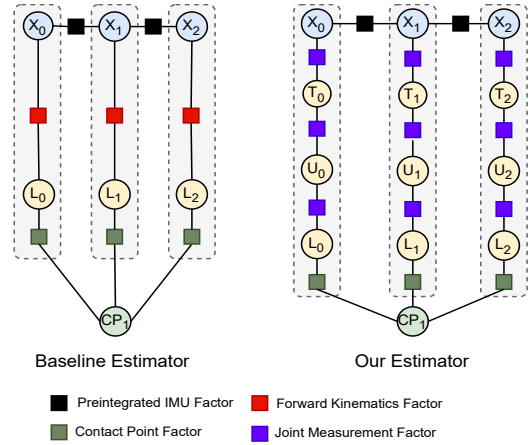 X0 X1 X2 X0 X1 X2
T0 T1 T2
U0 U1 U2
L0 L1 L2 L0 L1 L2
CP1 CP1
Baseline Estimator Our Estimator
Preintegrated IMU Factor Forward Kinematics Factor
Contact Point Factor Joint Measurement Factor